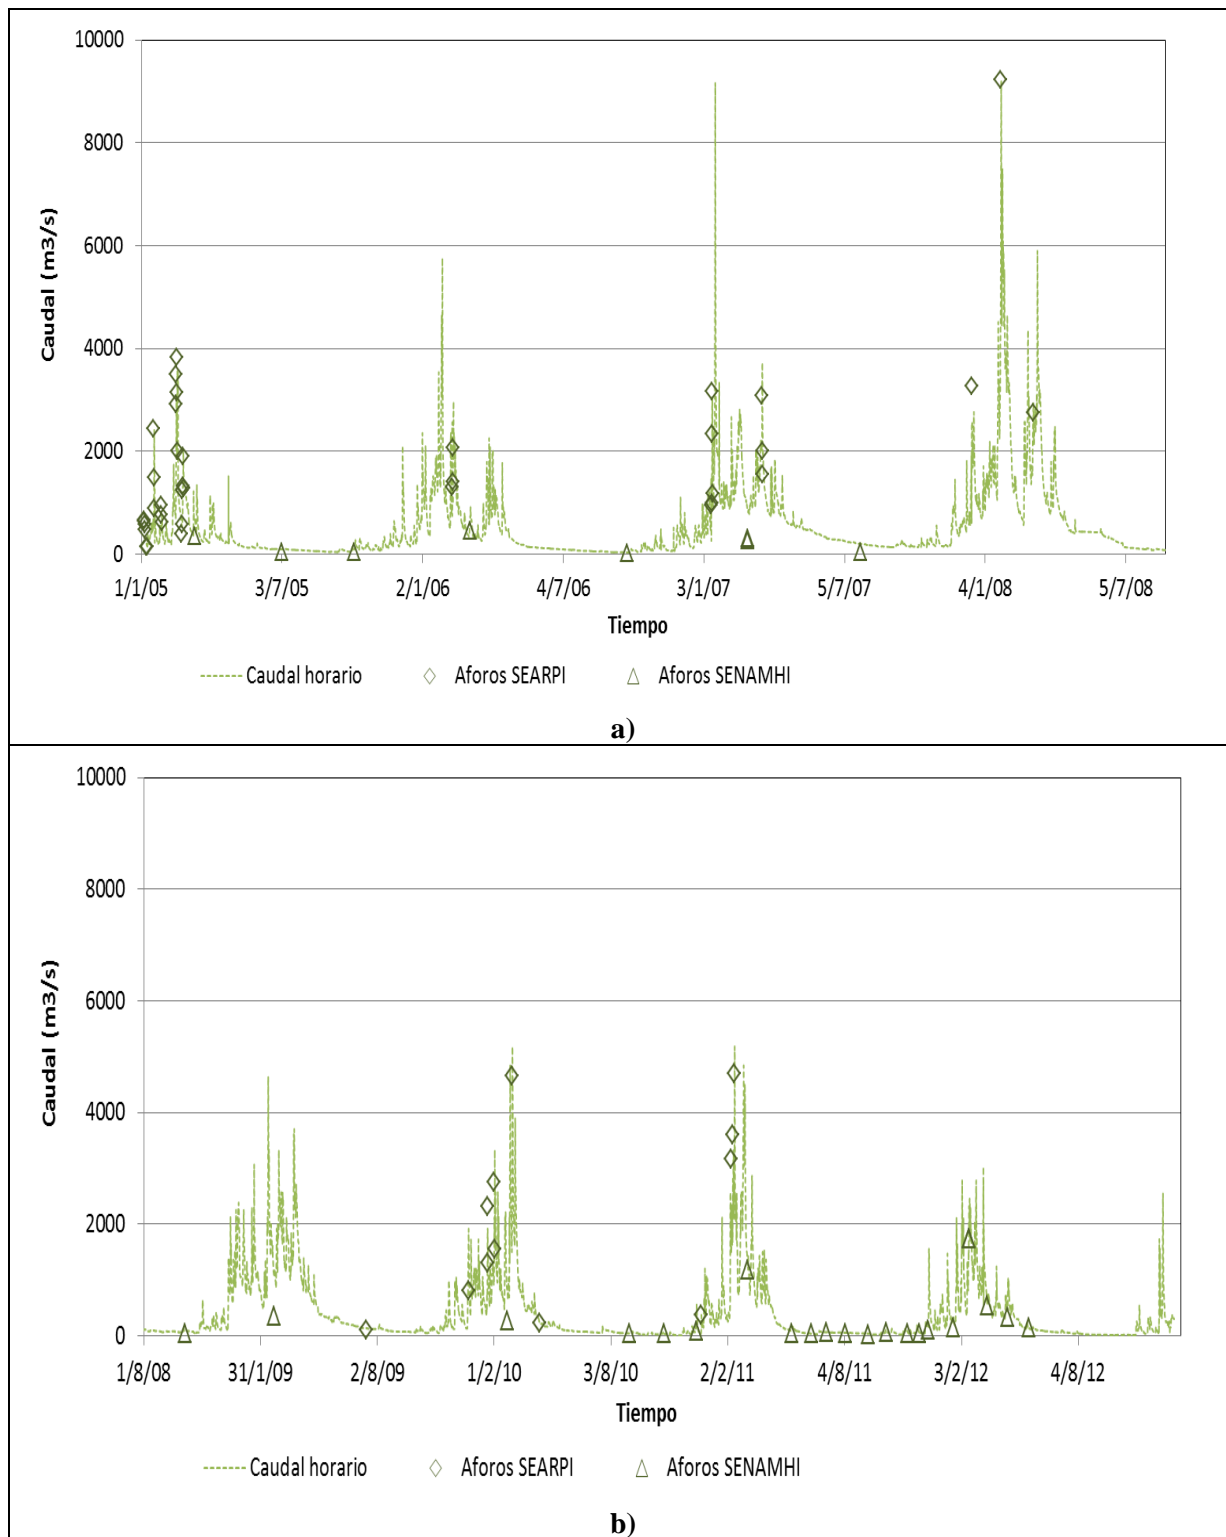 10000
8000
6000
4000
2000
0
Caudal (m3/s)
1/1/05 3/7/05 2/1/06 4/7/06 3/1/07 5/7/07 4/1/08 5/7/08
Tiempo
Caudal horario Aforos SEARPI Aforos SENAMHI
a)
10000
8000
6000
4000
2000
0
Caudal (m3/s)
1/8/08 31/1/09 2/8/09 1/2/10 3/8/10 2/2/11 4/8/11 3/2/12 4/8/12
Tiempo
Caudal horario Aforos SEARPI Aforos SENAMHI
b)